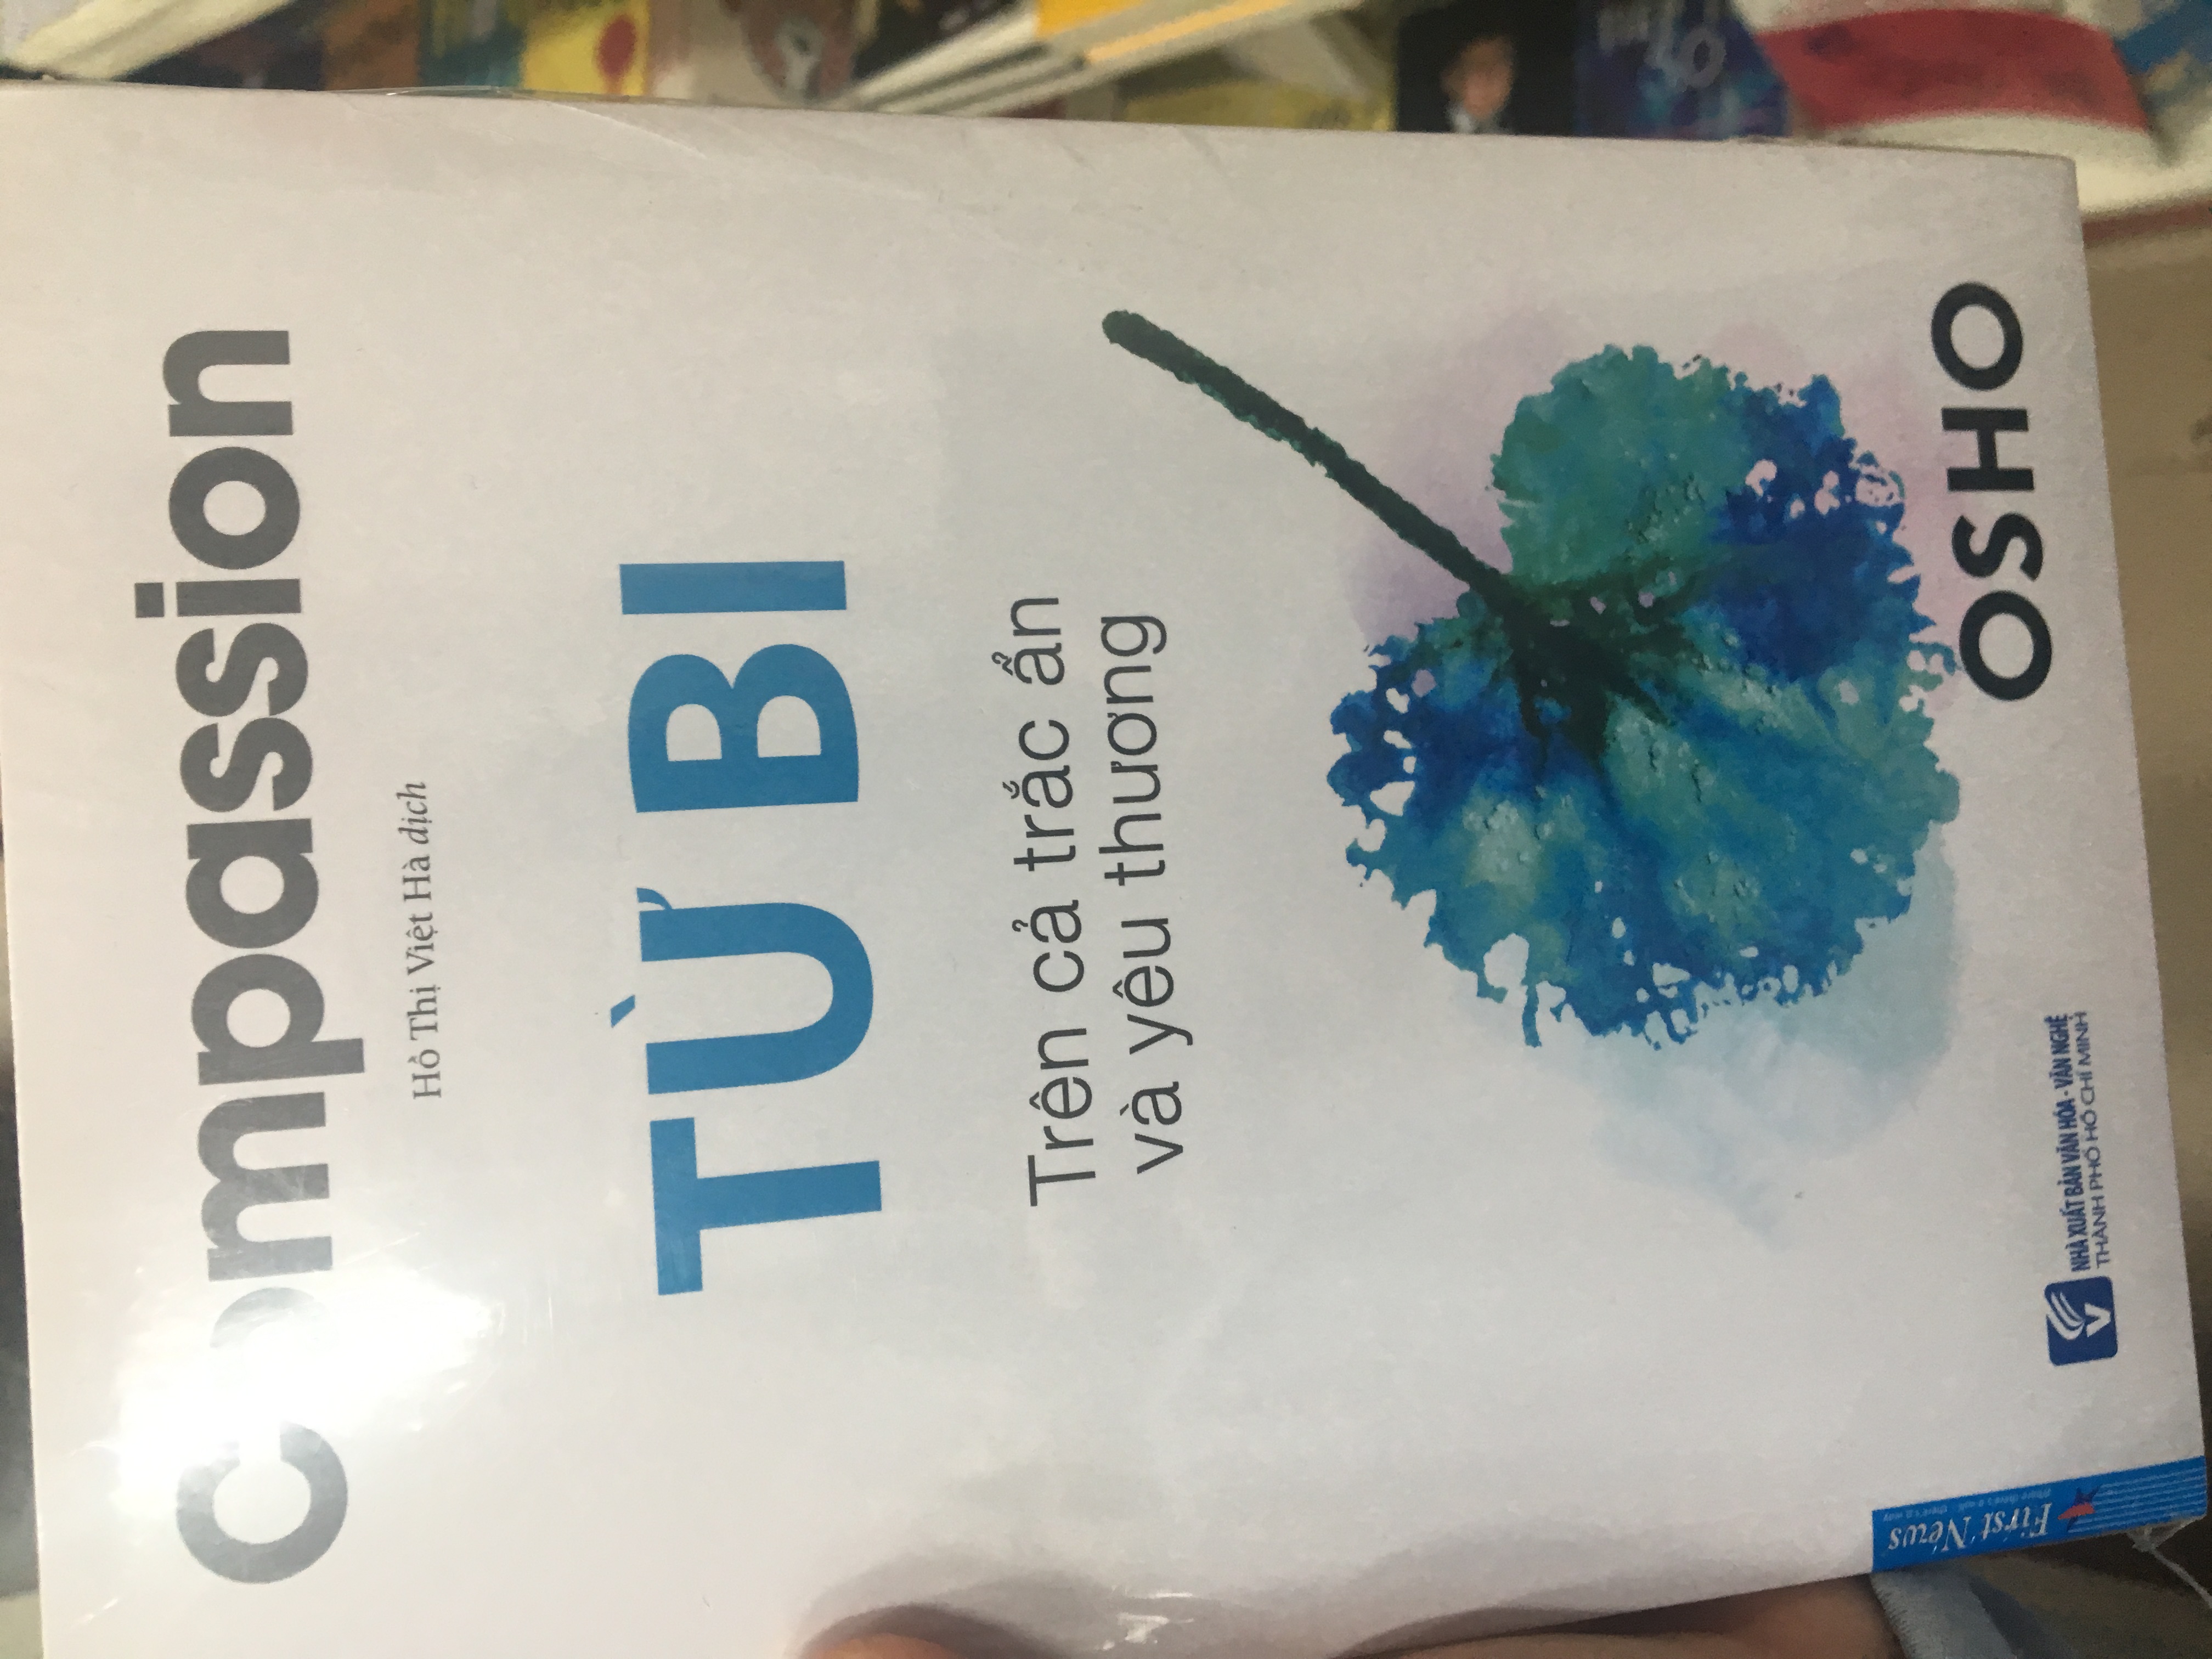 Compassion
Hồ Thị Việt Hà dịch
TỪ BI
Trên cả trắc ẩn
và yêu thương
OSHO
First News
NHÀ XUẤT BẢN VĂN HÓA - VĂN NGHỆ
THÀNH PHỐ HỒ CHÍ MINH